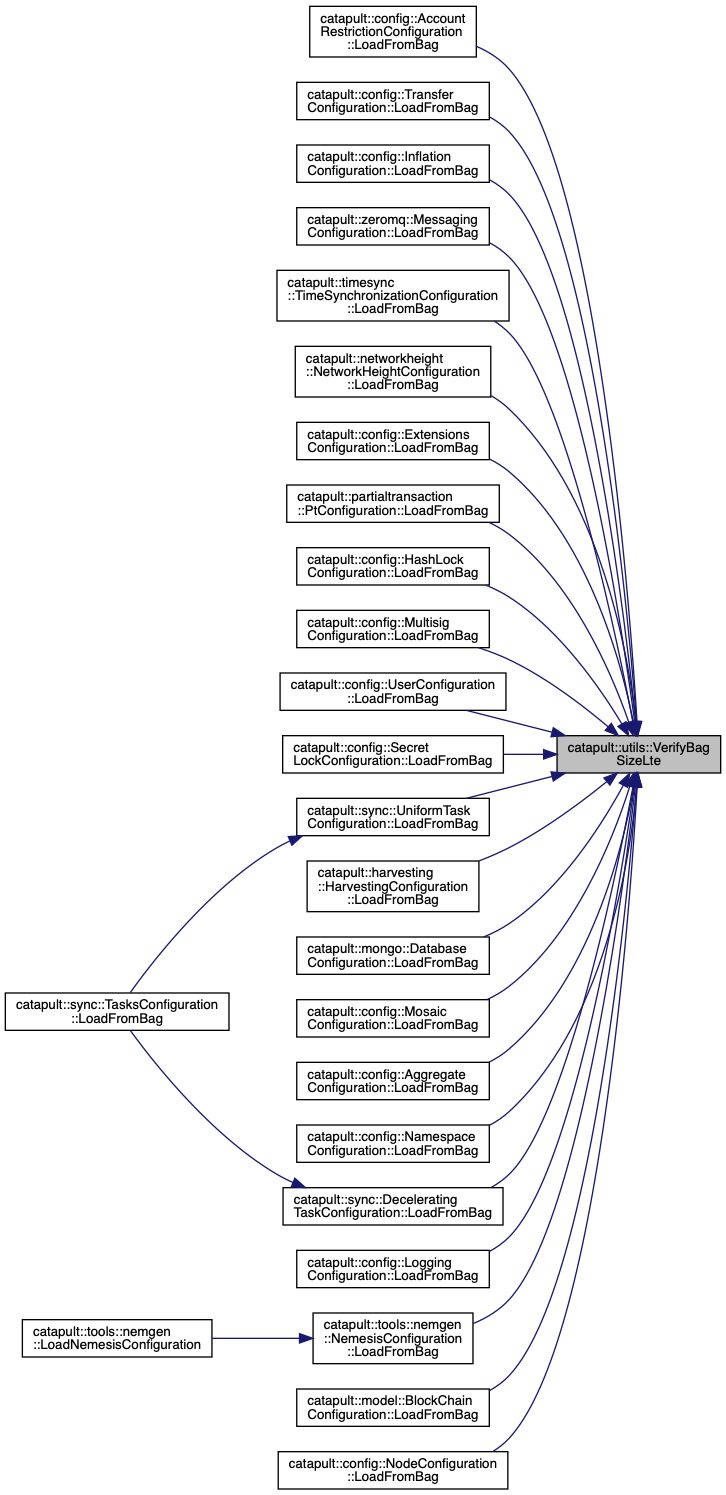 catapult::config::Account
RestrictionConfiguration
::LoadFromBag
catapult::config::Transfer
Configuration::LoadFromBag
catapult::config::Inflation
Configuration::LoadFromBag
catapult::zeromq::Messaging
Configuration::LoadFromBag
catapult::timesync
::TimeSynchronizationConfiguration
::LoadFromBag
catapult::networkheight
::NetworkHeightConfiguration
::LoadFromBag
catapult::config::Extensions
Configuration::LoadFromBag
catapult::partialtransaction
::PtConfiguration::LoadFromBag
catapult::config::HashLock
Configuration::LoadFromBag
catapult::config::Multisig
Configuration::LoadFromBag
catapult::config::UserConfiguration
::LoadFromBag
catapult::utils::VerifyBag
SizeLte
catapult::config::Secret
LockConfiguration::LoadFromBag
catapult::sync::UniformTask
Configuration::LoadFromBag
catapult::harvesting
::HarvestingConfiguration
::LoadFromBag
catapult::mongo::Database
Configuration::LoadFromBag
catapult::sync::TasksConfiguration
::LoadFromBag
catapult::config::Mosaic
Configuration::LoadFromBag
catapult::config::Aggregate
Configuration::LoadFromBag
catapult::config::Namespace
Configuration::LoadFromBag
catapult::sync::Decelerating
TaskConfiguration::LoadFromBag
catapult::config::Logging
Configuration::LoadFromBag
catapult::tools::nemgen
::LoadNemesisConfiguration
catapult::tools::nemgen
::NemesisConfiguration
::LoadFromBag
catapult::model::BlockChain
Configuration::LoadFromBag
catapult::config::NodeConfiguration
::LoadFromBag